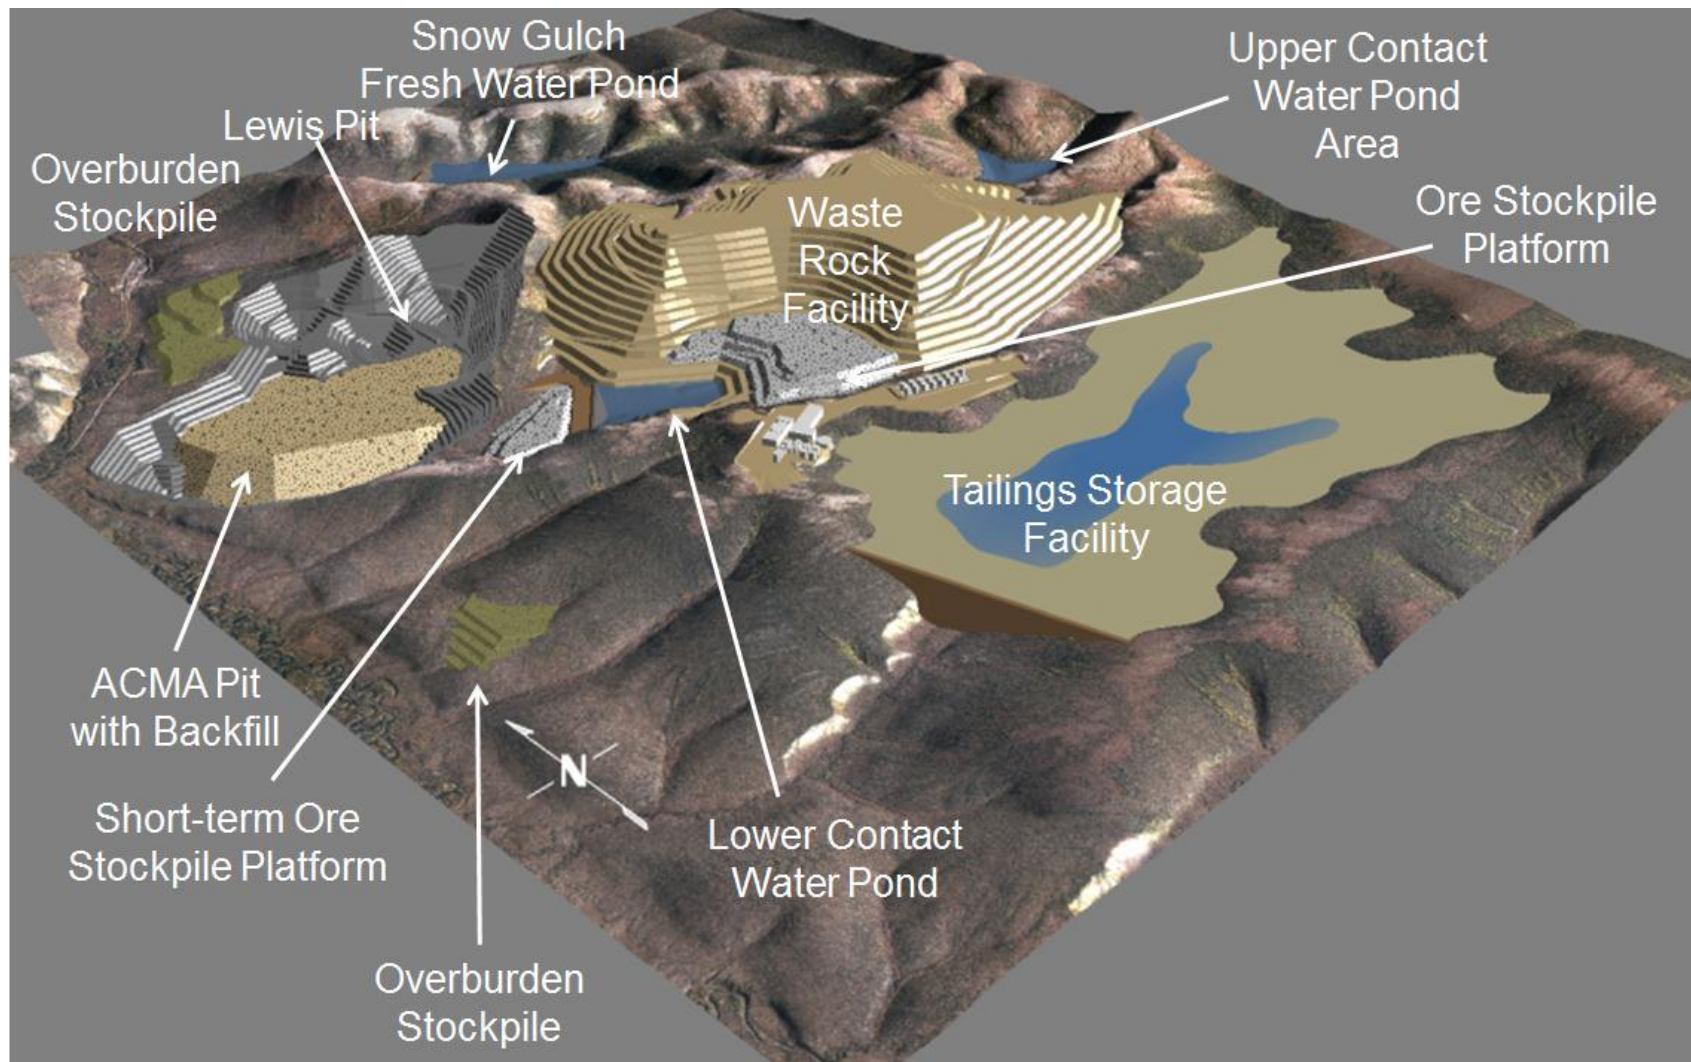 Snow Gulch
Fresh Water Pond
Lewis Pit
Overburden
Stockpile
Upper Contact
Water Pond
Area
Ore Stockpile
Platform
Waste
Rock
Facility
Tailings Storage
Facility
ACMA Pit
with Backfill
N
Short-term Ore
Stockpile Platform
Lower Contact
Water Pond
Overburden
Stockpile